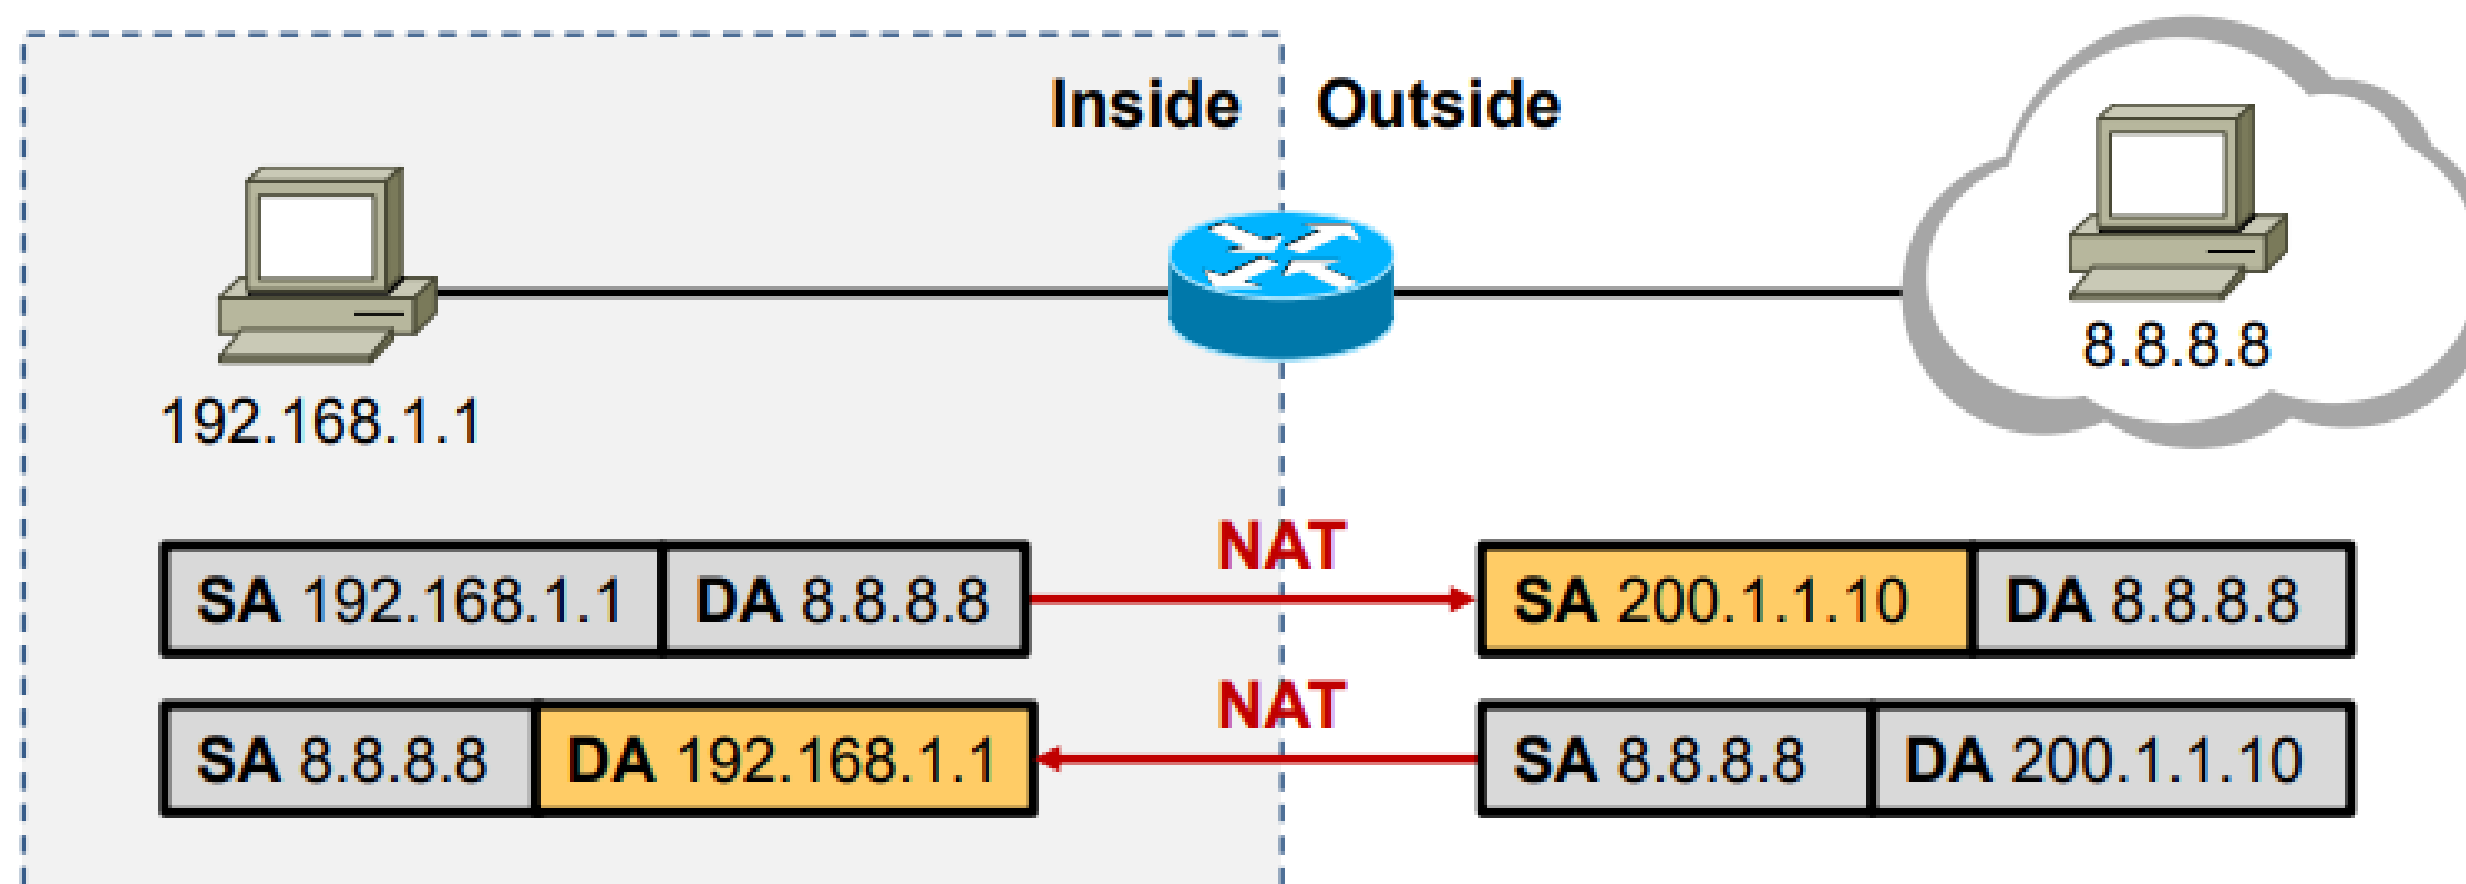 Inside
Outside
8.8.8.8
192.168.1.1
NAT
SA 192.168.1.1
DA 8.8.8.8
SA 200.1.1.10
DA 8.8.8.8
NAT
SA 8.8.8.8
DA 192.168.1.1
SA 8.8.8.8
DA 200.1.1.10